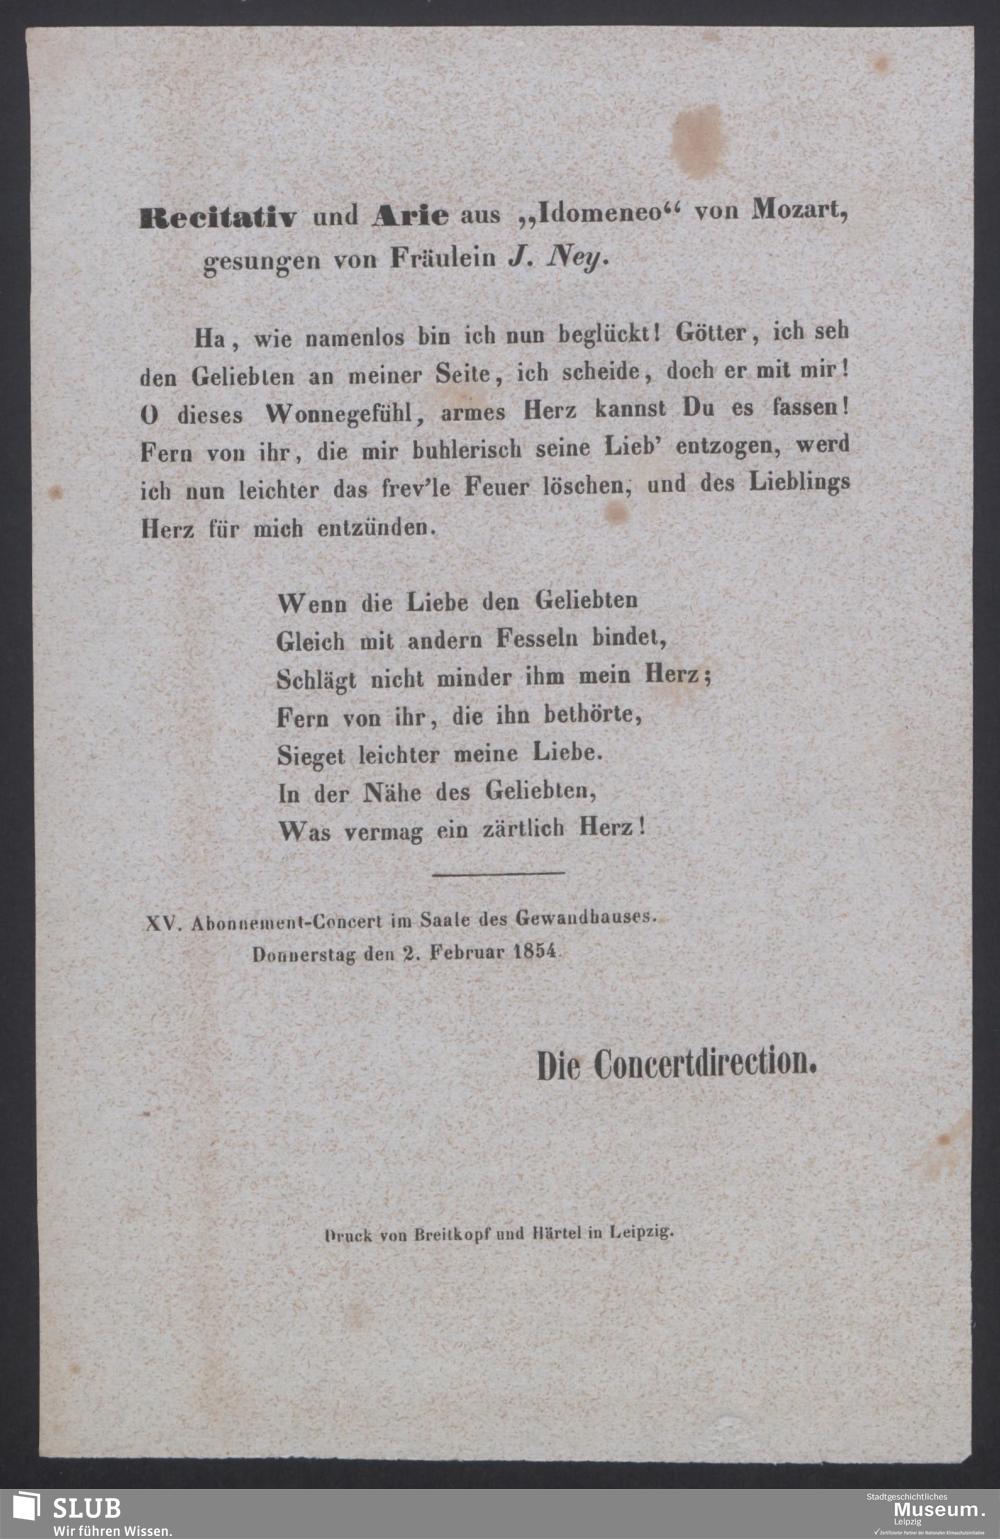 Recitativ und Arie aus „Idomeneo“ von Mozart,
gesungen von Fräulein J. Ney.
Ha, wie namenlos bin ich nun beglückt! Götter, ich seh
den Geliebten an meiner Seite, ich scheide, doch er mit mir!
O dieses Wonnegefühl, armes Herz kannst Du es fassen!
Fern von ihr, die mir buhlerisch seine Lieb’ entzogen, werd
ich nun leichter das frev’le Feuer löschen, und des Lieblings
Herz für mich entzünden.
Wenn die Liebe den Geliebten
Gleich mit andern Fesseln bindet,
Schlägt nicht minder ihm mein Herz;
Fern von ihr, die ihn bethörte,
Sieget leichter meine Liebe.
In der Nähe des Geliebten,
Was vermag ein zärtlich Herz!
XV. Abonnement-Concert im Saale des Gewandhauses.
Donnerstag den 2. Februar 1854.
Die Concertdirection.
Druck von Breitkopf und Härtel in Leipzig.
SLUB
Wir führen Wissen.
Stadtgeschichtliches
Museum.
Leipzig
Zertifizierter Partner der Nationalen Klimaschutzinitiative